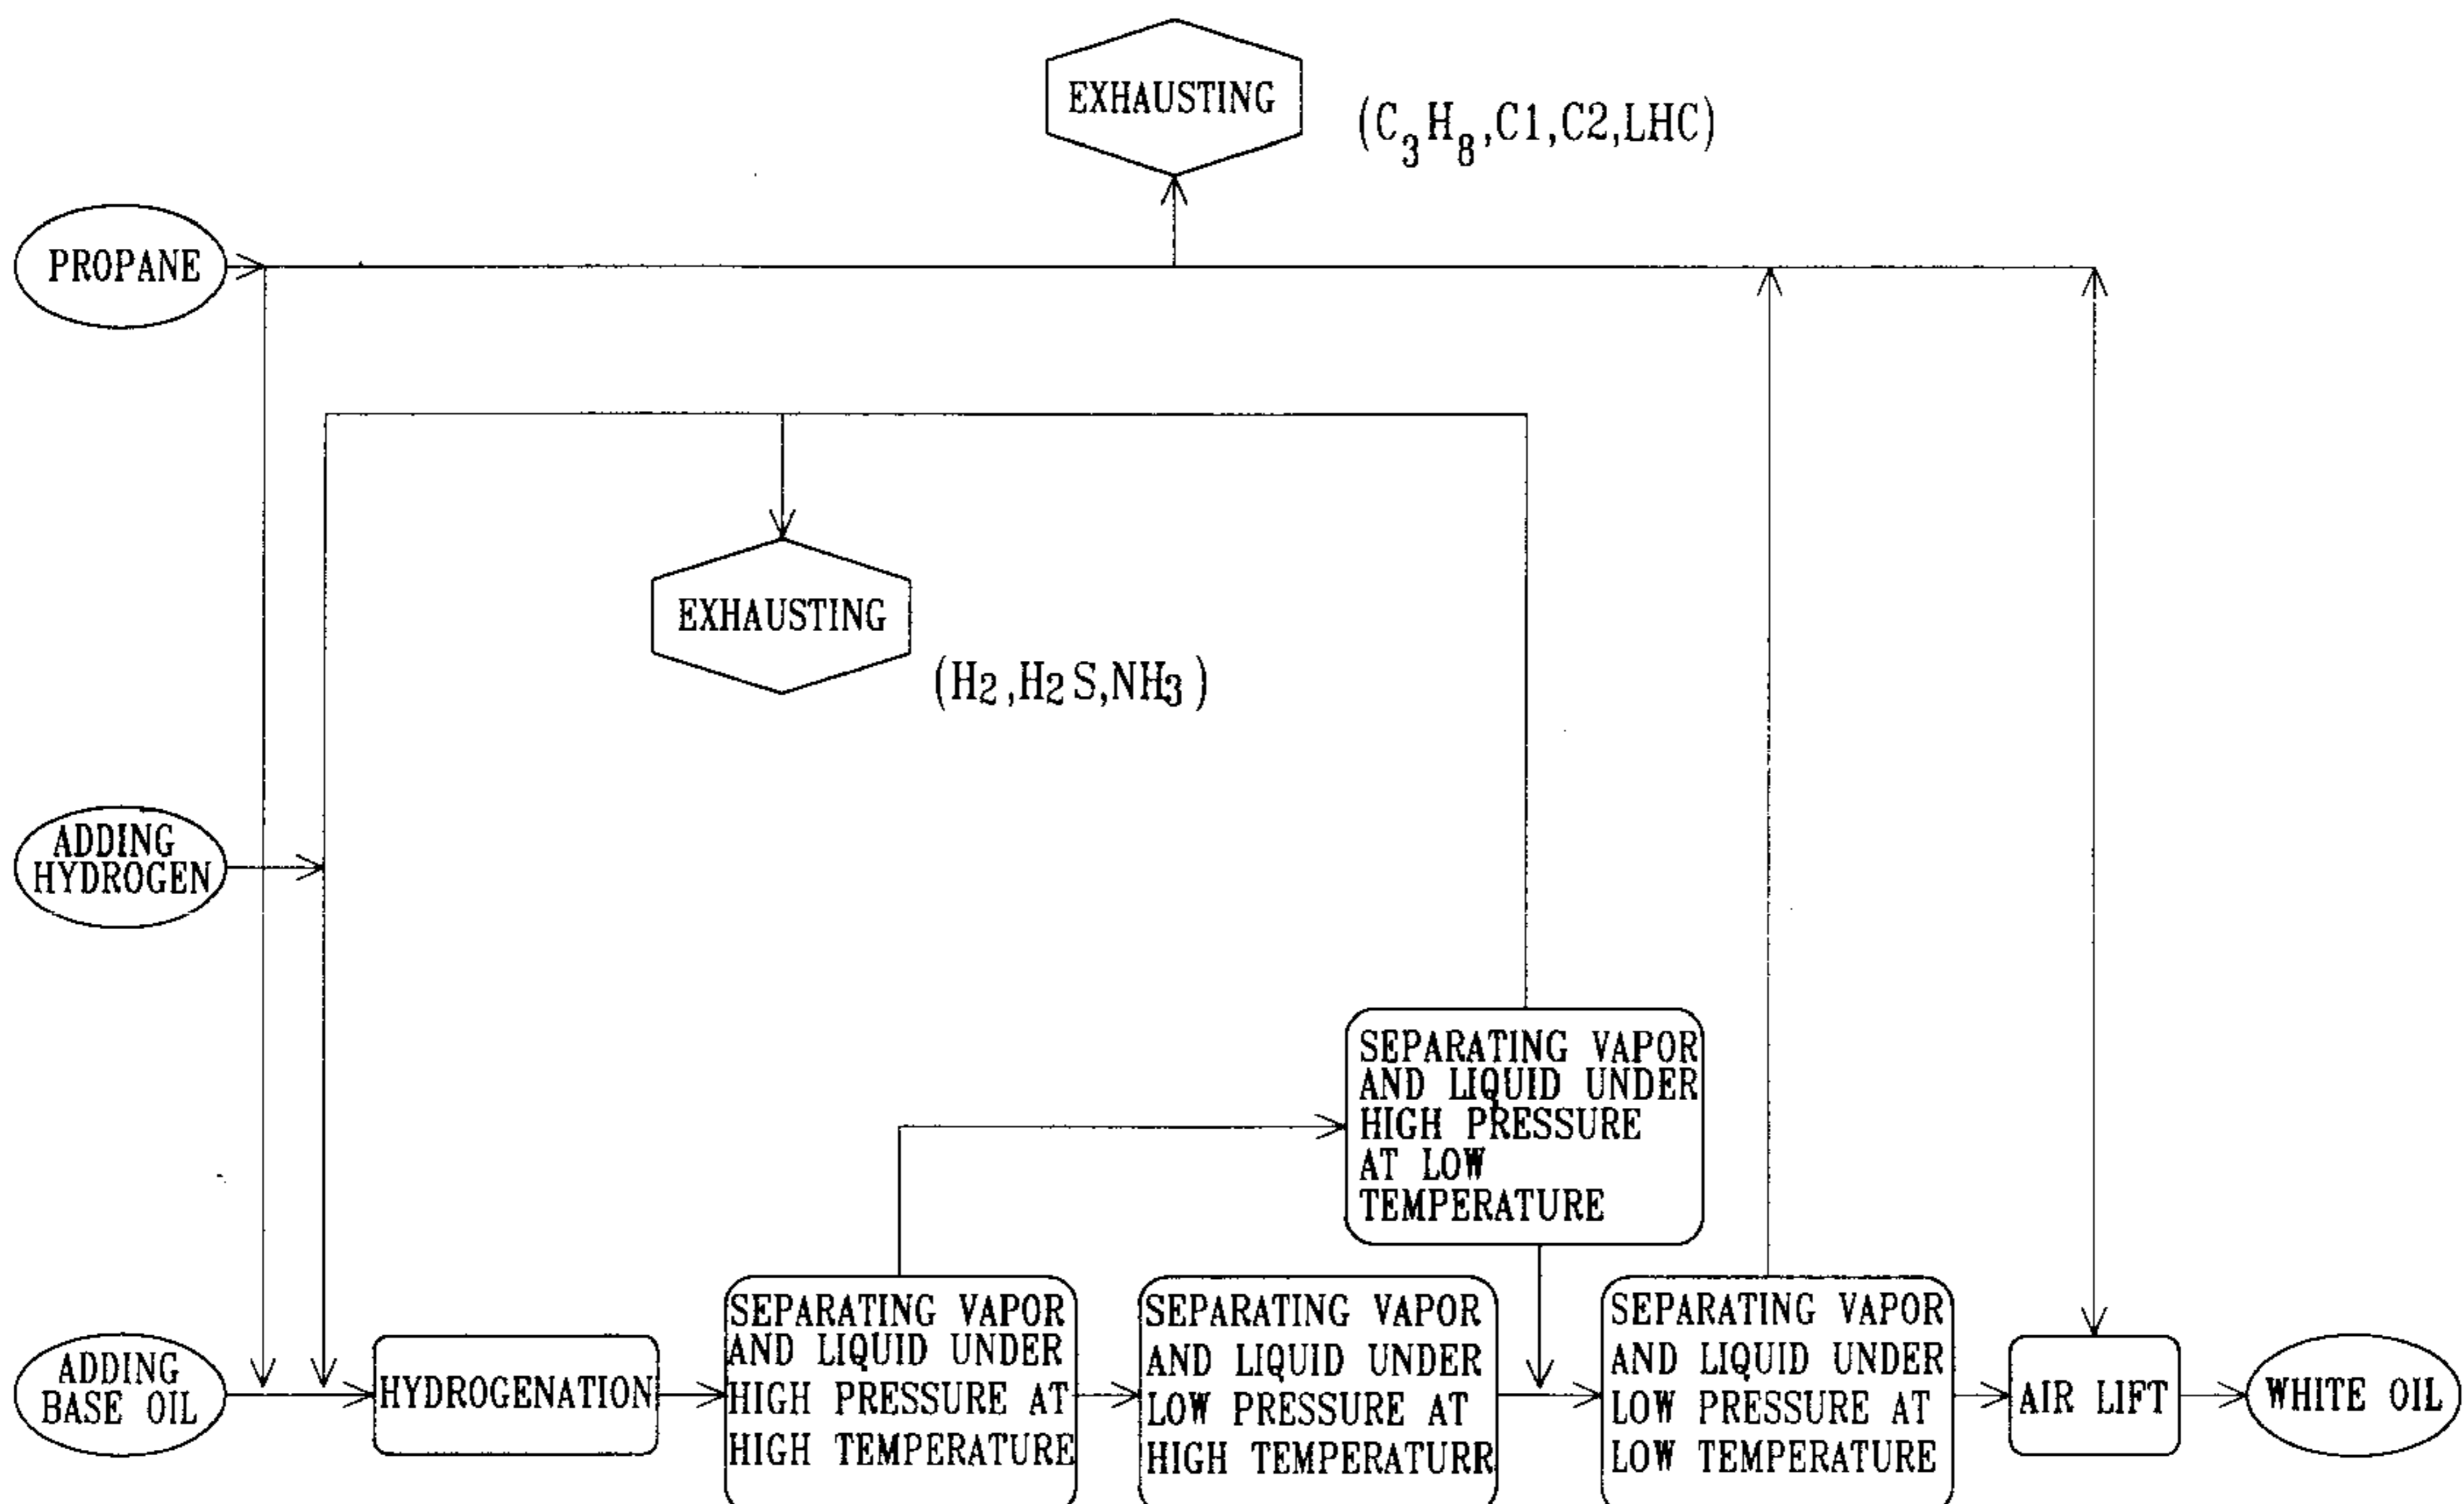 EXHAUSTING
(C3H8,C1,C2,LHC)
PROPANE
EXHAUSTING
(H2,H2S,NH3)
ADDING
HYDROGEN
SEPARATING VAPOR
AND LIQUID UNDER
HIGH PRESSURE
AT LOW
TEMPERATURE
ADDING
BASE OIL
HYDROGENATION
SEPARATING VAPOR
AND LIQUID UNDER
HIGH PRESSURE AT
HIGH TEMPERATURE
SEPARATING VAPOR
AND LIQUID UNDER
LOW PRESSURE AT
HIGH TEMPERATURR
SEPARATING VAPOR
AND LIQUID UNDER
LOW PRESSURE AT
LOW TEMPERATURE
AIR LIFT
WHITE OIL